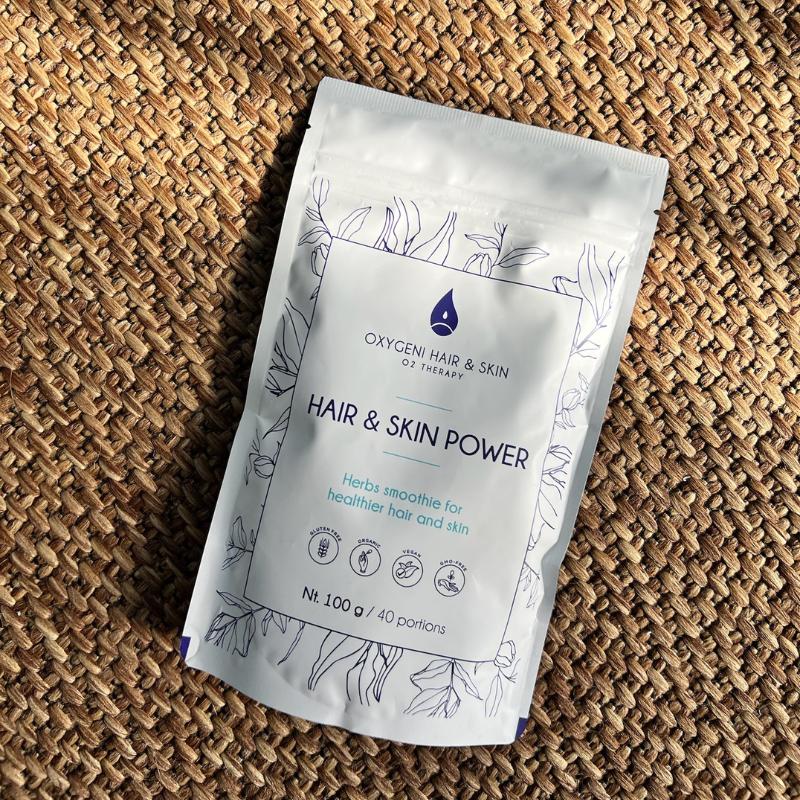 OXYGENI HAIR & SKIN
O2 THERAPY
HAIR & SKIN POWER
Herbs smoothie for
healthier hair and skin
GLUTEN FREE
ORGANIC
VEGAN
GMO-FREE
Nt. 100 g / 40 portions